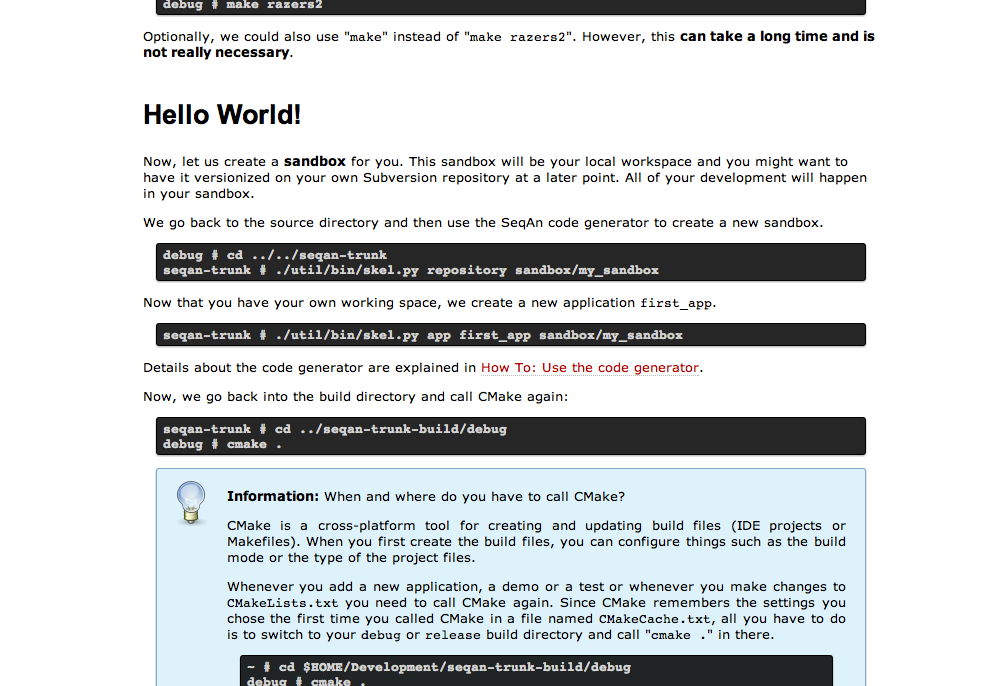 debug # make razers2
Optionally, we could also use "make" instead of "make razers2". However, this can take a long time and is
not really necessary.
Hello World!
Now, let us create a sandbox for you. This sandbox will be your local workspace and you might want to
have it versionized on your own Subversion repository at a later point. All of your development will happen
in your sandbox.
We go back to the source directory and then use the SeqAn code generator to create a new sandbox.
debug # cd ../../seqan-trunk
seqan-trunk # ./util/bin/skel.py repository sandbox/my_sandbox
Now that you have your own working space, we create a new application first_app.
seqan-trunk # ./util/bin/skel.py app first_app sandbox/my_sandbox
Details about the code generator are explained in How To: Use the code generator.
Now, we go back into the build directory and call CMake again:
seqan-trunk # cd ../seqan-trunk-build/debug
debug # cmake .
Information: When and where do you have to call CMake?
CMake is a cross-platform tool for creating and updating build files (IDE projects or
Makefiles). When you first create the build files, you can configure things such as the build
mode or the type of the project files.
Whenever you add a new application, a demo or a test or whenever you make changes to
CMakeLists.txt you need to call CMake again. Since CMake remembers the settings you
chose the first time you called CMake in a file named CMakeCache.txt, all you have to do
is to switch to your debug or release build directory and call "cmake ." in there.
~ # cd $HOME/Development/seqan-trunk-build/debug
debug # cmake .